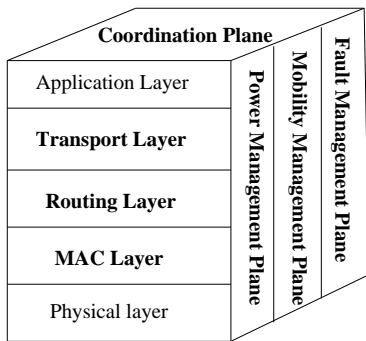 Coordination Plane
Application Layer
Transport Layer
Routing Layer
MAC Layer
Physical layer
Power Management Plane
Mobility Management Plane
Fault Management Plane